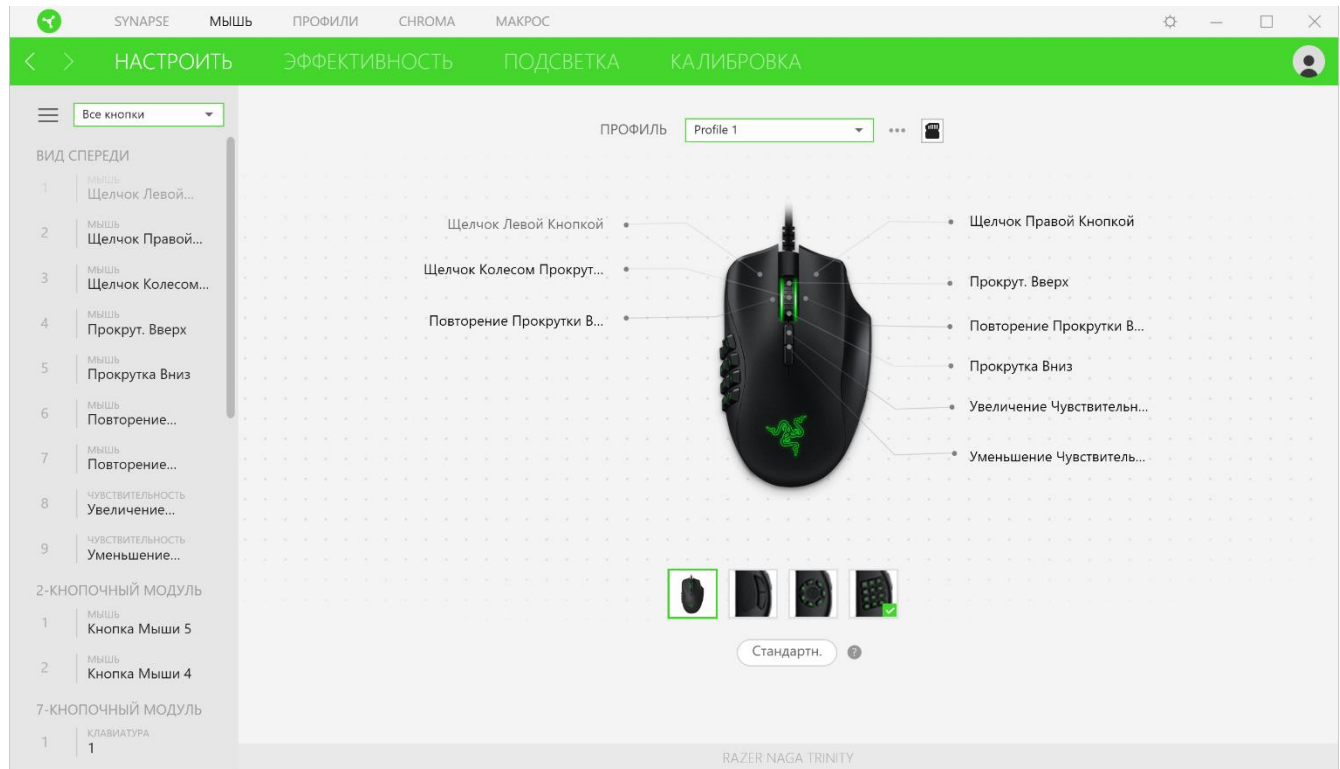 SYNAPSE МЫШЬ ПРОФИЛИ CHROMA МАКРОС
НАСТРОИТЬ ЭФФЕКТИВНОСТЬ ПОДСВЕТКА КАЛИБРОВКА
Все кнопки
ВИД СПЕРЕДИ
1
МЫШЬ
Щелчок Левой...
2
МЫШЬ
Щелчок Правой...
3
МЫШЬ
Щелчок Колесом...
4
МЫШЬ
Прокрут. Вверх
5
МЫШЬ
Прокрутка Вниз
6
МЫШЬ
Повторение...
7
МЫШЬ
Повторение...
8
ЧУВСТВИТЕЛЬНОСТЬ
Увеличение...
9
ЧУВСТВИТЕЛЬНОСТЬ
Уменьшение...
2-КНОПОЧНЫЙ МОДУЛЬ
1
МЫШЬ
Кнопка Мыши 5
2
МЫШЬ
Кнопка Мыши 4
7-КНОПОЧНЫЙ МОДУЛЬ
1
КЛАВИАТУРА
1
ПРОФИЛЬ Profile 1
Щелчок Левой Кнопкой
Щелчок Колесом Прокрут...
Повторение Прокрутки В...
Щелчок Правой Кнопкой
Прокрут. Вверх
Повторение Прокрутки В...
Прокрутка Вниз
Увеличение Чувствительн...
Уменьшение Чувствитель...
Стандартн. ?
RAZER NAGA TRINITY